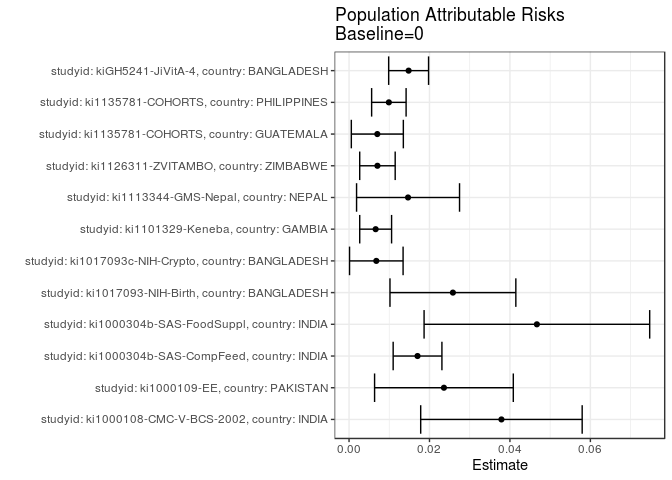 Population Attributable Risks
Baseline=0
studyid: kiGH5241-JiVitA-4, country: BANGLADESH
studyid: ki1135781-COHORTS, country: PHILIPPINES
studyid: ki1135781-COHORTS, country: GUATEMALA
studyid: ki1126311-ZVITAMBO, country: ZIMBABWE
studyid: ki1113344-GMS-Nepal, country: NEPAL
studyid: ki1101329-Keneba, country: GAMBIA
studyid: ki1017093c-NIH-Crypto, country: BANGLADESH
studyid: ki1017093-NIH-Birth, country: BANGLADESH
studyid: ki1000304b-SAS-FoodSuppl, country: INDIA
studyid: ki1000304b-SAS-CompFeed, country: INDIA
studyid: ki1000109-EE, country: PAKISTAN
studyid: ki1000108-CMC-V-BCS-2002, country: INDIA
0.00 0.02 0.04 0.06
Estimate